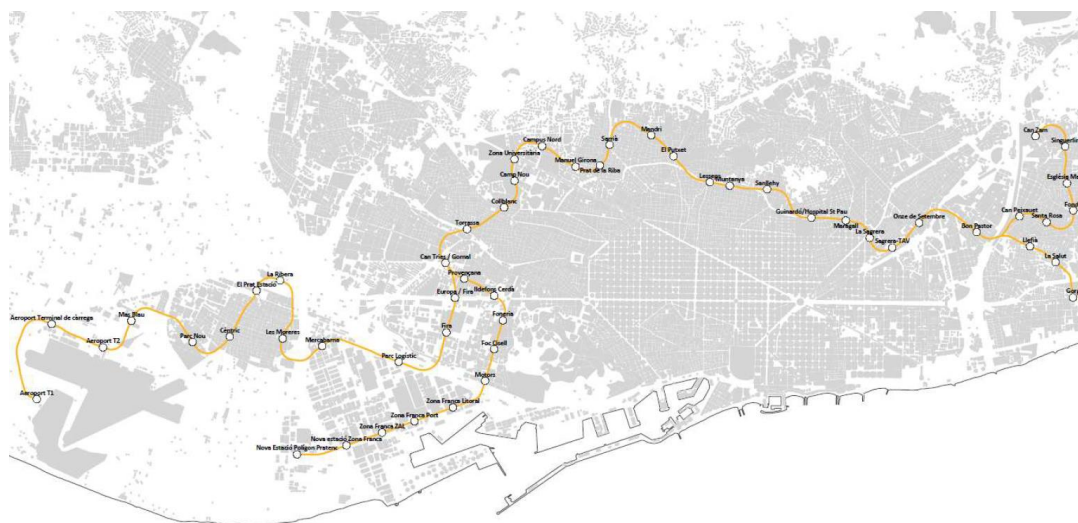 Aeroport T1
Aeroport Terminal de càrrega
Aeroport T2
Mas Blau
Parc Nou
Cèntric
El Prat Estació
La Ribera
Les Moreres
Mercabarna
Parc Logístic
Fira
Europa / Fira
Can Tries / Gornal
Provençana
Ildefons Cerdà
Foneria
Foc Cisell
Motors
Zona Franca Litoral
Zona Franca Port
Zona Franca ZAL
Nova estació Zona Franca
Nova Estació Polígon Pratenc
Torrassa
Collblanc
Camp Nou
Zona Universitària
Campus Nord
Manuel Girona
Prat de la Riba
Sarrià
Mandri
El Putxet
Lesseps
Muntanya
Sanllehy
Guinardó/Hospital St Pau
Maragall
La Sagrera
Sagrera-TAV
Onze de Setembre
Bon Pastor
Can Peixauet
Santa Rosa
Fond
Església Ma
Singuerlín
Can Zam
Llefià
La Salut
Gor